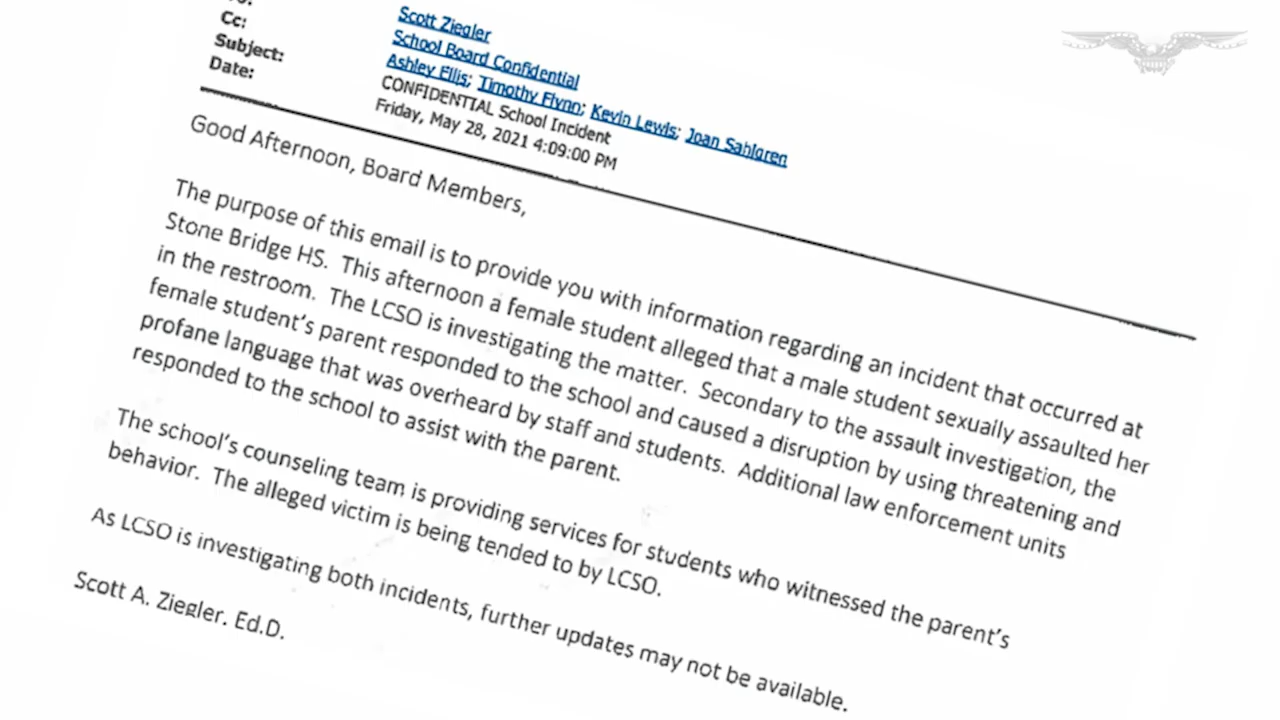 Scott Ziegler
Cc: School Board Confidential
Subject: Ashley Ellis; Timothy Flynn; Kevin Lewis; Joan Sahlgren
Date: CONFIDENTIAL School Incident
Friday, May 28, 2021 4:09:00 PM
Good Afternoon, Board Members,
The purpose of this email is to provide you with information regarding an incident that occurred at
Stone Bridge HS. This afternoon a female student alleged that a male student sexually assaulted her
in the restroom. The LCSO is investigating the matter. Secondary to the assault investigation, the
female student's parent responded to the school and caused a disruption by using threatening and
profane language that was overheard by staff and students. Additional law enforcement units
responded to the school to assist with the parent.
The school's counseling team is providing services for students who witnessed the parent's
behavior. The alleged victim is being tended to by LCSO.
As LCSO is investigating both incidents, further updates may not be available.
Scott A. Ziegler. Ed.D.